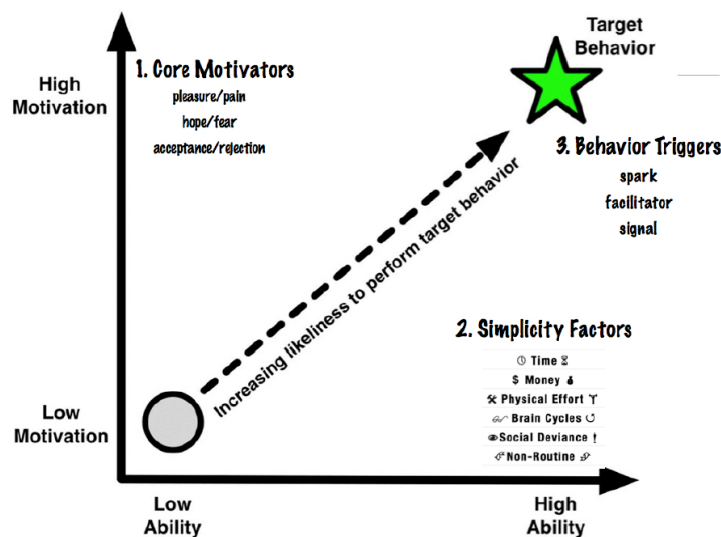 Target
Behavior
High
Motivation
1. Core Motivators
pleasure/pain
hope/fear
acceptance/rejection
3. Behavior Triggers
spark
facilitator
signal
Increasing likeliness to perform target behavior
2. Simplicity Factors
Time
$ Money
Physical Effort
Brain Cycles
Social Deviance
Non-Routine
Low
Motivation
Low
Ability
High
Ability